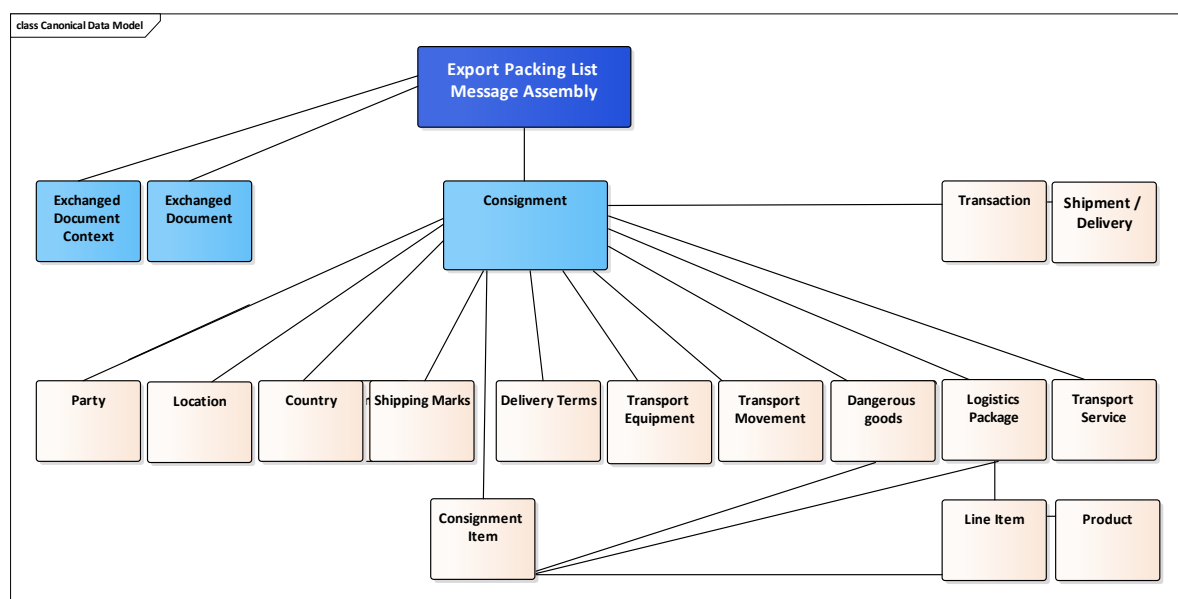 class Canonical Data Model
Export Packing List
Message Assembly
Exchanged
Document
Context
Exchanged
Document
Consignment
Transaction
Shipment /
Delivery
Party
Location
Country
Shipping Marks
Delivery Terms
Transport
Equipment
Transport
Movement
Dangerous
goods
Logistics
Package
Transport
Service
Consignment
Item
Line Item
Product